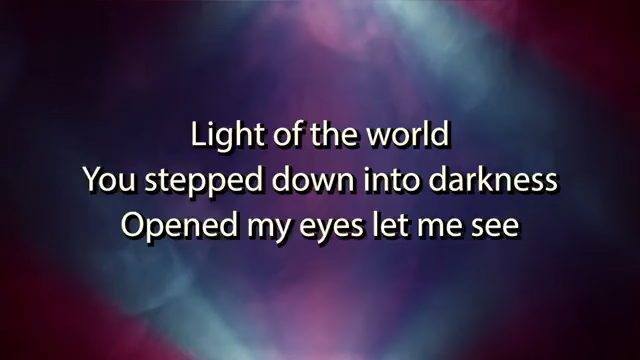 Light of the world
You stepped down into darkness
Opened my eyes let me see